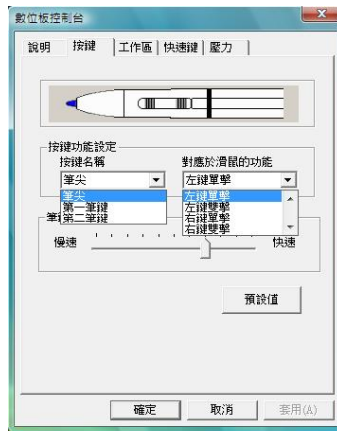 數位板控制台
說明 按鍵 工作區 快速鍵 壓力
按鍵功能設定
按鍵名稱 對應於滑鼠的功能
筆尖 左鍵單擊
筆尖 左鍵單擊
第一筆鍵 左鍵雙擊
第二筆鍵 右鍵單擊
右鍵雙擊
筆
慢速 快速
預設值
確定 取消 套用(A)